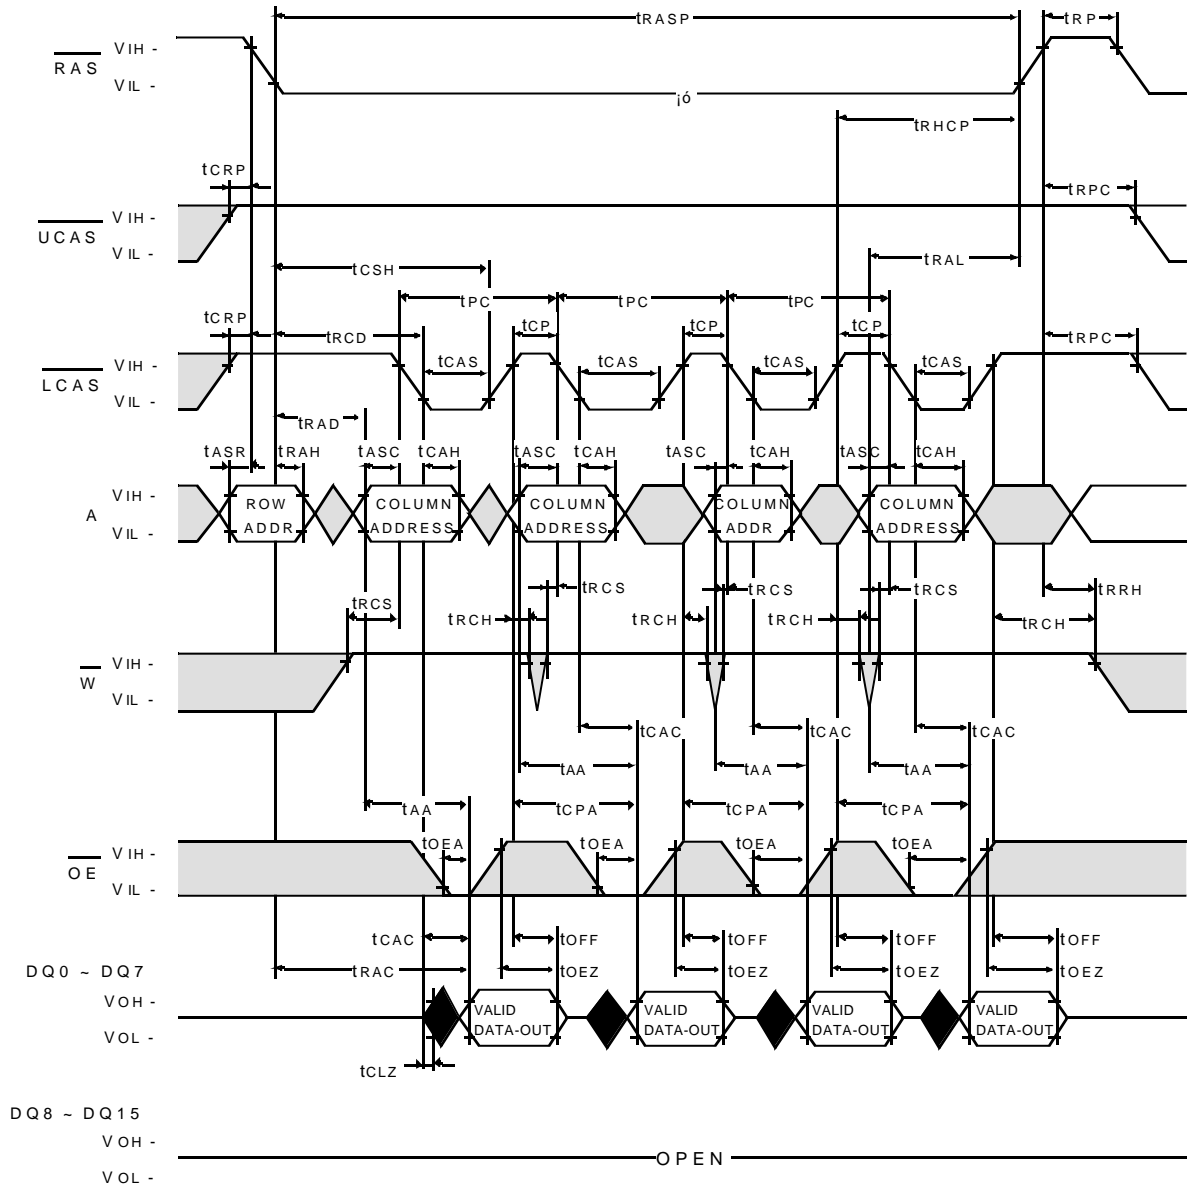 tRASP tRP
RAS VIH -
VIL -
¡ó
tRHCP
tCRP tRPC
UCAS VIH -
VIL -
tCSH tRAL
tPC tPC tPC
tCRP tRCD tCP tCP tCP tRPC
LCAS VIH -
VIL -
tCAS tCAS tCAS tCAS
tRAD
tASR tRAH tASC tCAH tASC tCAH tASC tCAH tASC tCAH
A VIH -
VIL -
ROW COLUMN COLUMN COLUMN COLUMN
ADDR ADDRESS ADDRESS ADDR ADDRESS
tRCS tRCS tRCS tRCS tRRH
tRCH tRCH tRCH tRCH
W VIH -
VIL -
tCAC tCAC tCAC
tAA tAA tAA
tAA tCPA tCPA tCPA
tOEA tOEA tOEA tOEA
OE VIH -
VIL -
tCAC tOFF tOFF tOFF tOFF
tRAC tOEZ tOEZ tOEZ tOEZ
DQ0 ~ DQ7
VOH -
VOL -
VALID VALID VALID VALID
DATA-OUT DATA-OUT DATA-OUT DATA-OUT
tCLZ
DQ8 ~ DQ15
VOH -
OPEN
VOL -